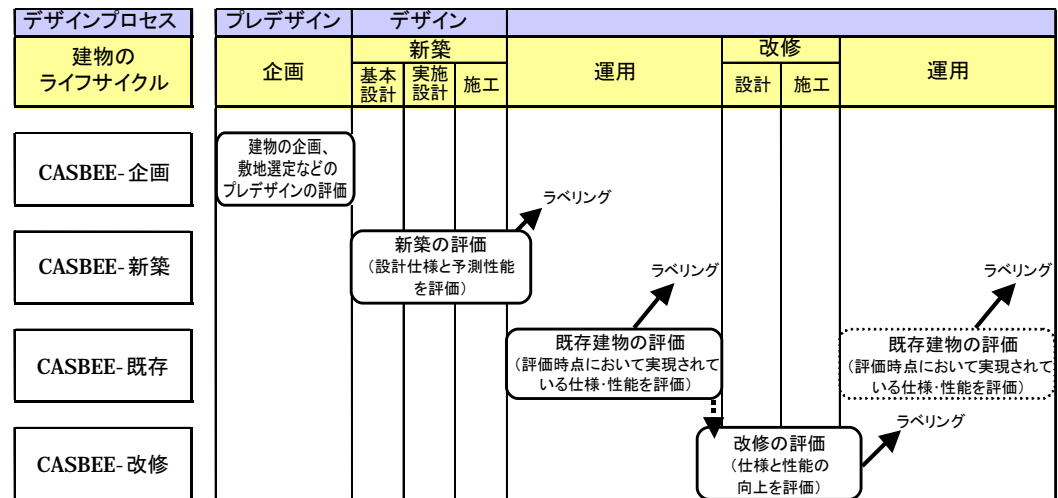 デザインプロセス
プレデザイン
デザイン
建物の
ライフサイクル
企画
新築
基本
設計
実施
設計
施工
運用
改修
設計
施工
運用
CASBEE-企画
建物の企画、
敷地選定などの
プレデザインの評価
ラベリング
CASBEE-新築
新築の評価
（設計仕様と予測性能
を評価）
ラベリング
ラベリング
CASBEE-既存
既存建物の評価
（評価時点において実現されて
いる仕様・性能を評価）
既存建物の評価
（評価時点において実現されて
いる仕様・性能を評価）
ラベリング
CASBEE-改修
改修の評価
（仕様と性能の
向上を評価）